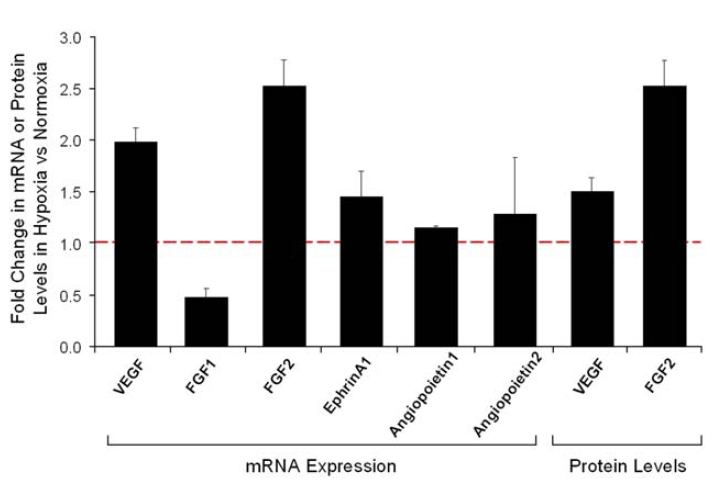 Fold Change in mRNA or Protein
Levels in Hypoxia vs Normoxia
3.0
2.5
2.0
1.5
1.0
0.5
0.0
VEGF
FGF1
FGF2
EphrinA1
Angiopoietin1
Angiopoietin2
VEGF
FGF2
mRNA Expression
Protein Levels